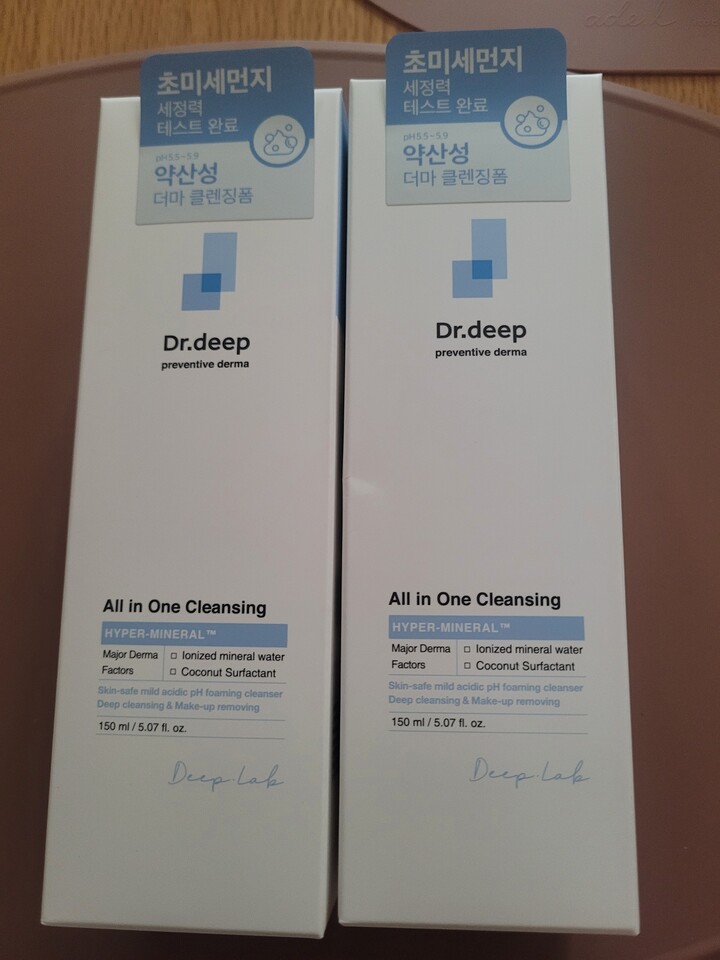 adek
초미세먼지
세정력
테스트 완료
pH5.5~5.9
약산성
더마 클렌징폼
Dr.deep
preventive derma
All in One Cleansing
HYPER-MINERAL™
Major Derma Factors
□ Ionized mineral water
□ Coconut Surfactant
Skin-safe mild acidic pH foaming cleanser
Deep cleansing & Make-up removing
150 ml / 5.07 fl. oz.
Deep.Lab
초미세먼지
세정력
테스트 완료
pH5.5~5.9
약산성
더마 클렌징폼
Dr.deep
preventive derma
All in One Cleansing
HYPER-MINERAL™
Major Derma Factors
□ Ionized mineral water
□ Coconut Surfactant
Skin-safe mild acidic pH foaming cleanser
Deep cleansing & Make-up removing
150 ml / 5.07 fl. oz.
Deep.Lab